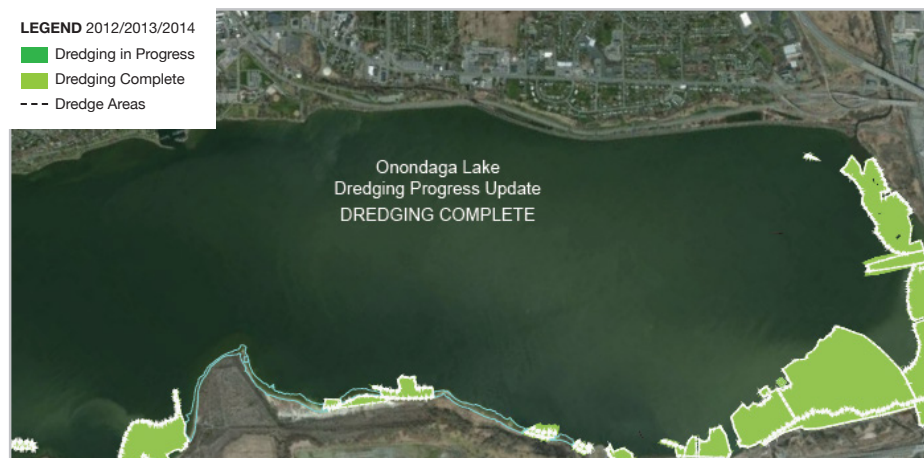 LEGEND 2012/2013/2014
Dredging in Progress
Dredging Complete
Dredge Areas
Onondaga Lake
Dredging Progress Update
DREDGING COMPLETE